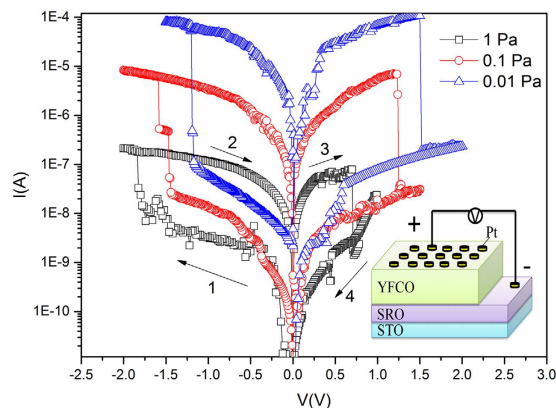 1E-4
1E-5
1E-6
1E-7
1E-8
1E-9
1E-10
I(A)
1 Pa
0.1 Pa
0.01 Pa
2
3
1
4
+
V
Pt
-
YFCO
SRO
STO
-2.0 -1.5 -1.0 -0.5 0.0 0.5 1.0 1.5 2.0 2.5 3.0
V(V)